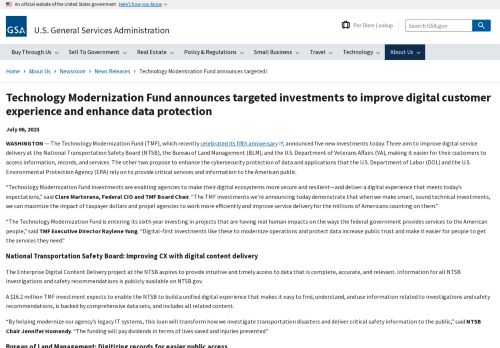 An official website of the United States government Here's how you know
GSA U.S. General Services Administration
Per Diem Lookup
Search GSA.gov
Buy Through Us Sell To Government Real Estate Policy & Regulations Small Business Travel Technology About Us
Home › About Us › Newsroom › News Releases › Technology Modernization Fund announces targeted i
Technology Modernization Fund announces targeted investments to improve digital customer
experience and enhance data protection
July 06, 2023
WASHINGTON — The Technology Modernization Fund (TMF), which recently celebrated its fifth anniversary, announced five new investments today. Three aim to improve digital service
delivery at the National Transportation Safety Board (NTSB), the Bureau of Land Management (BLM), and the U.S. Department of Veterans Affairs (VA), making it easier for their customers to
access information, records, and services. The other two propose to enhance the cybersecurity protection of data and applications that the U.S. Department of Labor (DOL) and the U.S.
Environmental Protection Agency (EPA) rely on to provide critical services and information to the American public.
“Technology Modernization Fund investments are enabling agencies to make their digital ecosystems more secure and resilient—and deliver a digital experience that meets today’s
expectations,” said Clare Martorana, Federal CIO and TMF Board Chair. “The TMF investments we’re announcing today demonstrate that when we make smart, sound technical investments,
we can maximize the impact of taxpayer dollars and propel agencies to work more efficiently and improve service delivery for the millions of Americans counting on them.”
“The Technology Modernization Fund is entering its sixth year investing in projects that are having real human impacts on the ways the federal government provides services to the American
people,” said TMF Executive Director Raylene Yung. “Digital-first investments like these to modernize operations and protect data increase public trust and make it easier for people to get
the services they need.”
National Transportation Safety Board: Improving CX with digital content delivery
The Enterprise Digital Content Delivery project at the NTSB aspires to provide intuitive and timely access to data that is complete, accurate, and relevant. Information for all NTSB
investigations and safety recommendations is publicly available on NTSB.gov.
A $16.2 million TMF investment expects to enable the NTSB to build a unified digital experience that makes it easy to find, understand, and use information related to investigations and safety
recommendations, is backed by comprehensive data sets, and includes all related content.
“By helping modernize our agency’s legacy IT systems, this loan will transform how we investigate transportation disasters and deliver critical safety information to the public,” said NTSB
Chair Jennifer Homendy. “The funding will pay dividends in terms of lives saved and injuries prevented.”
Bureau of Land Management: Digitizing records for easier public access